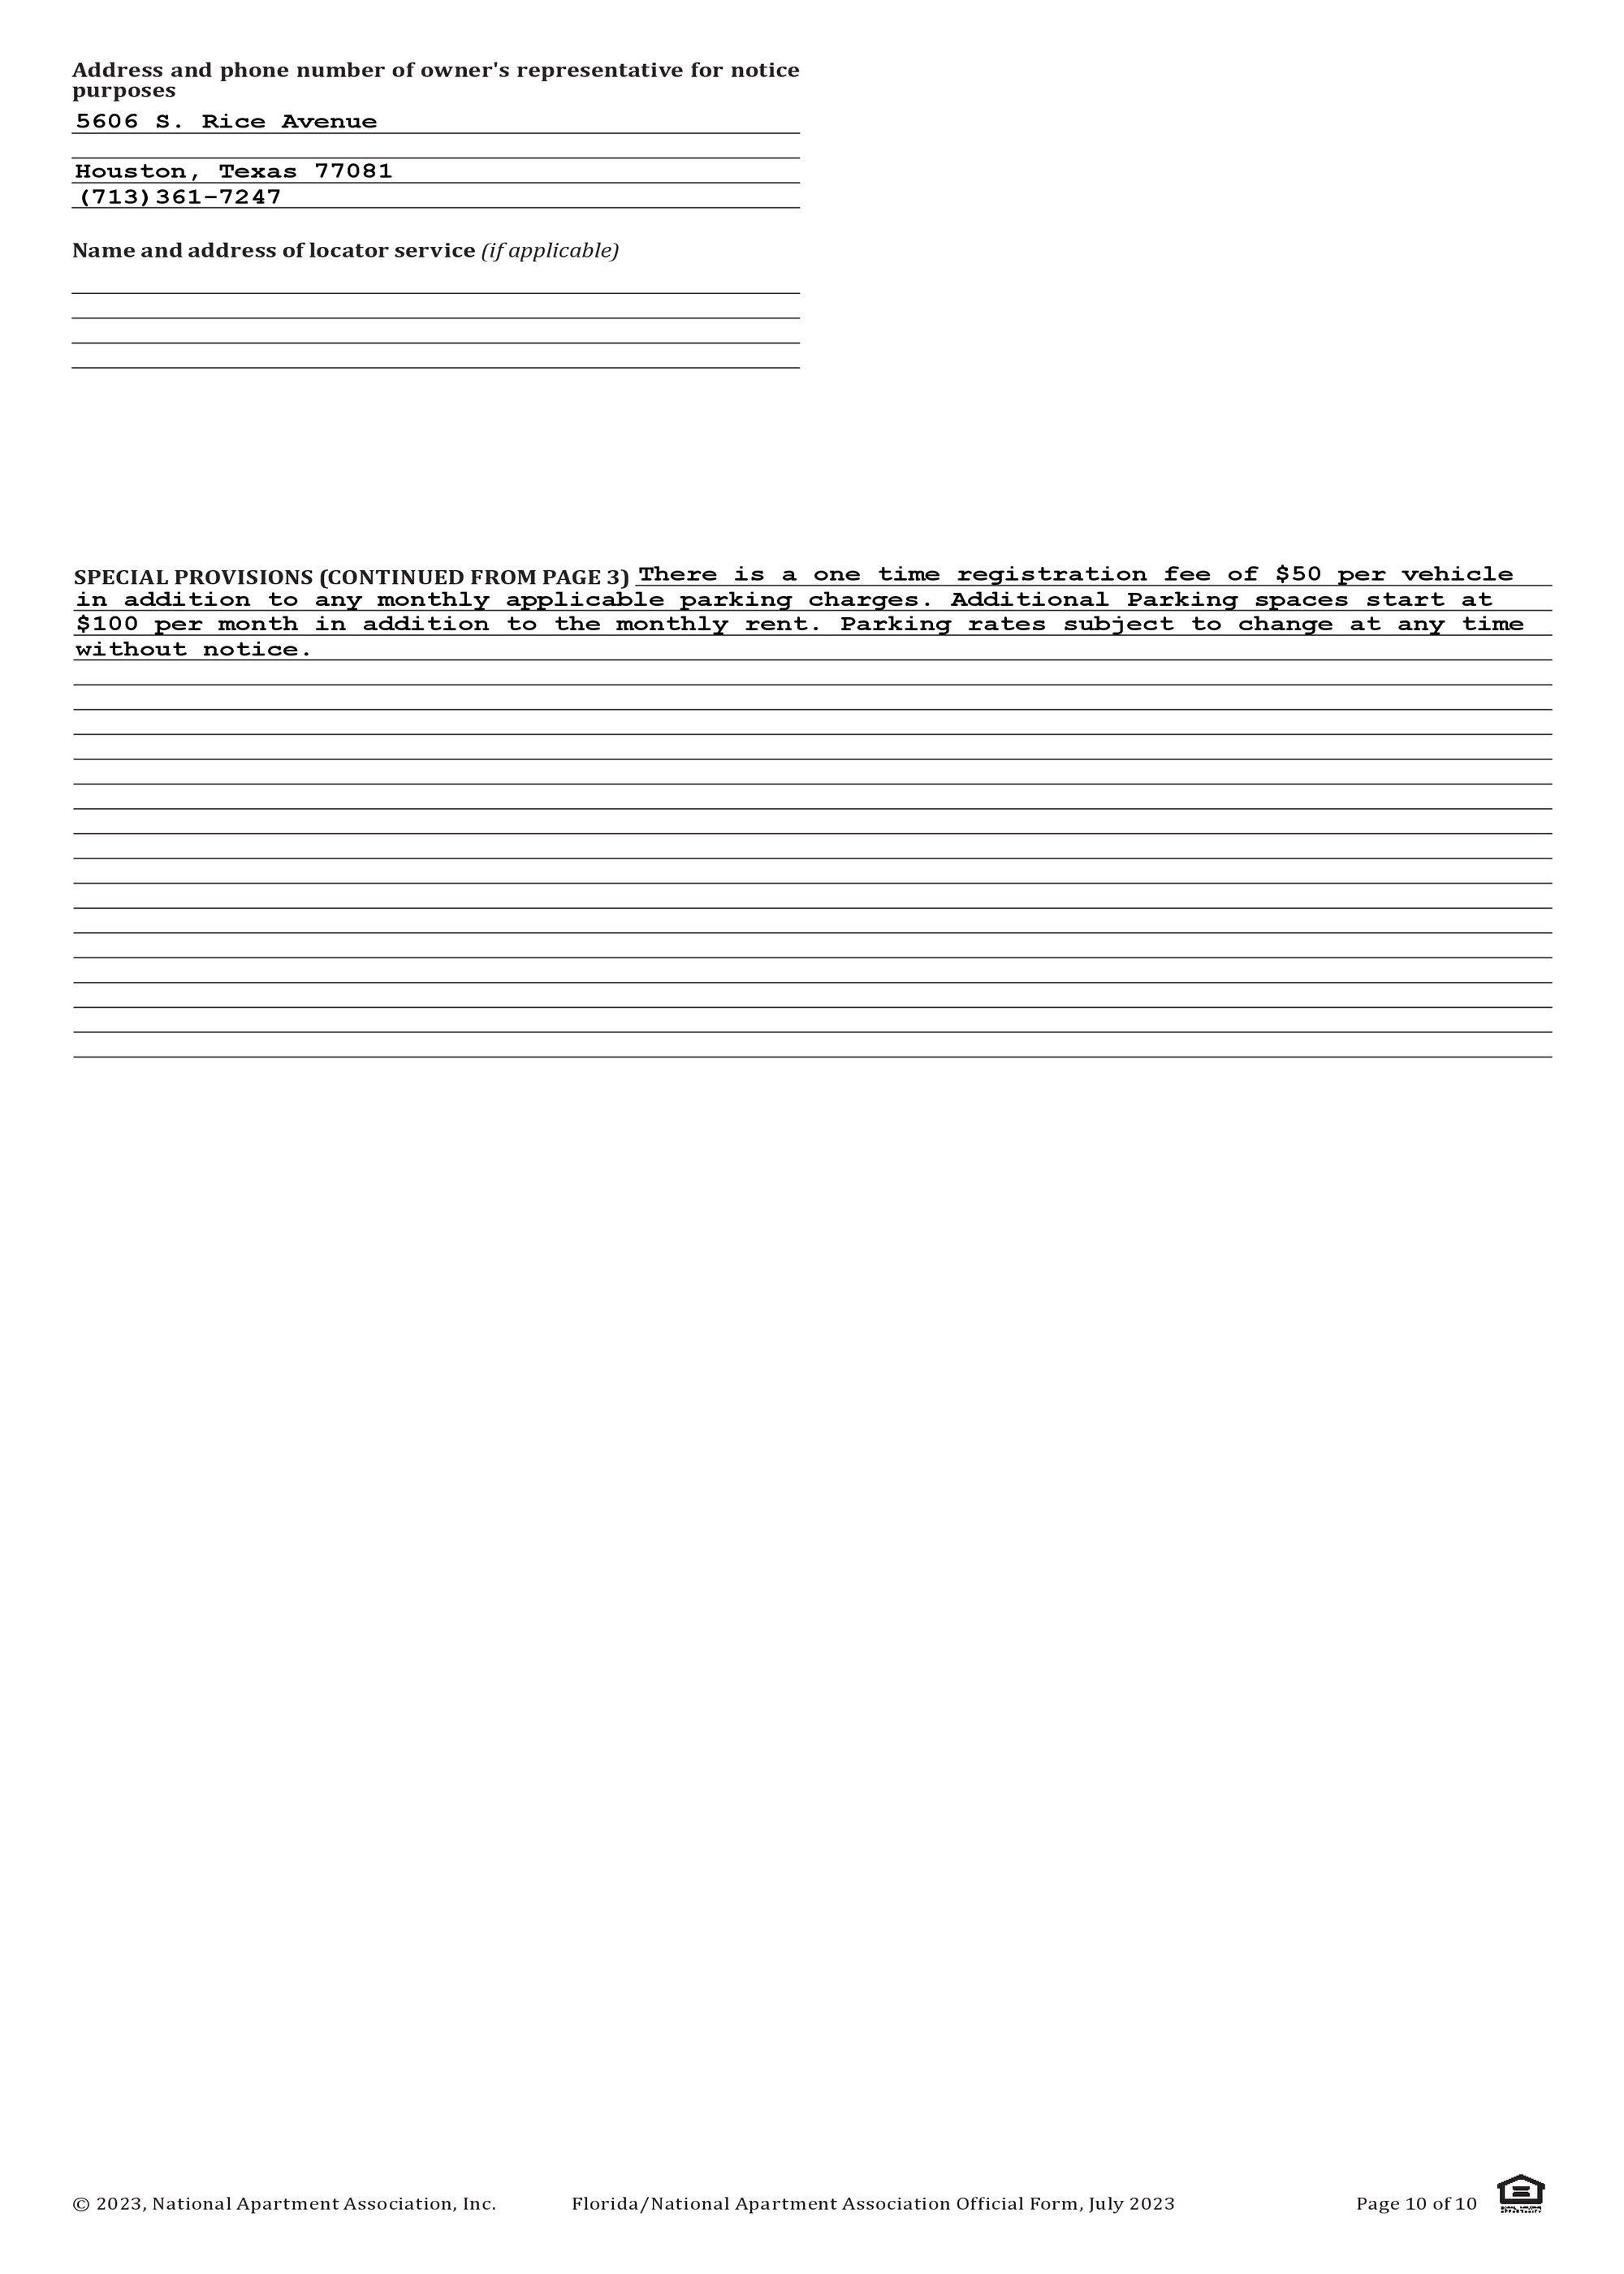 Address and phone number of owner's representative for notice
purposes
5606 S. Rice Avenue
Houston, Texas 77081
(713)361-7247
Name and address of locator service (if applicable)
SPECIAL PROVISIONS (CONTINUED FROM PAGE 3) There is a one time registration fee of $50 per vehicle
in addition to any monthly applicable parking charges. Additional Parking spaces start at
$100 per month in addition to the monthly rent. Parking rates subject to change at any time
without notice.
© 2023, National Apartment Association, Inc. Florida/National Apartment Association Official Form, July 2023 Page 10 of 10
EQUAL HOUSING
OPPORTUNITY